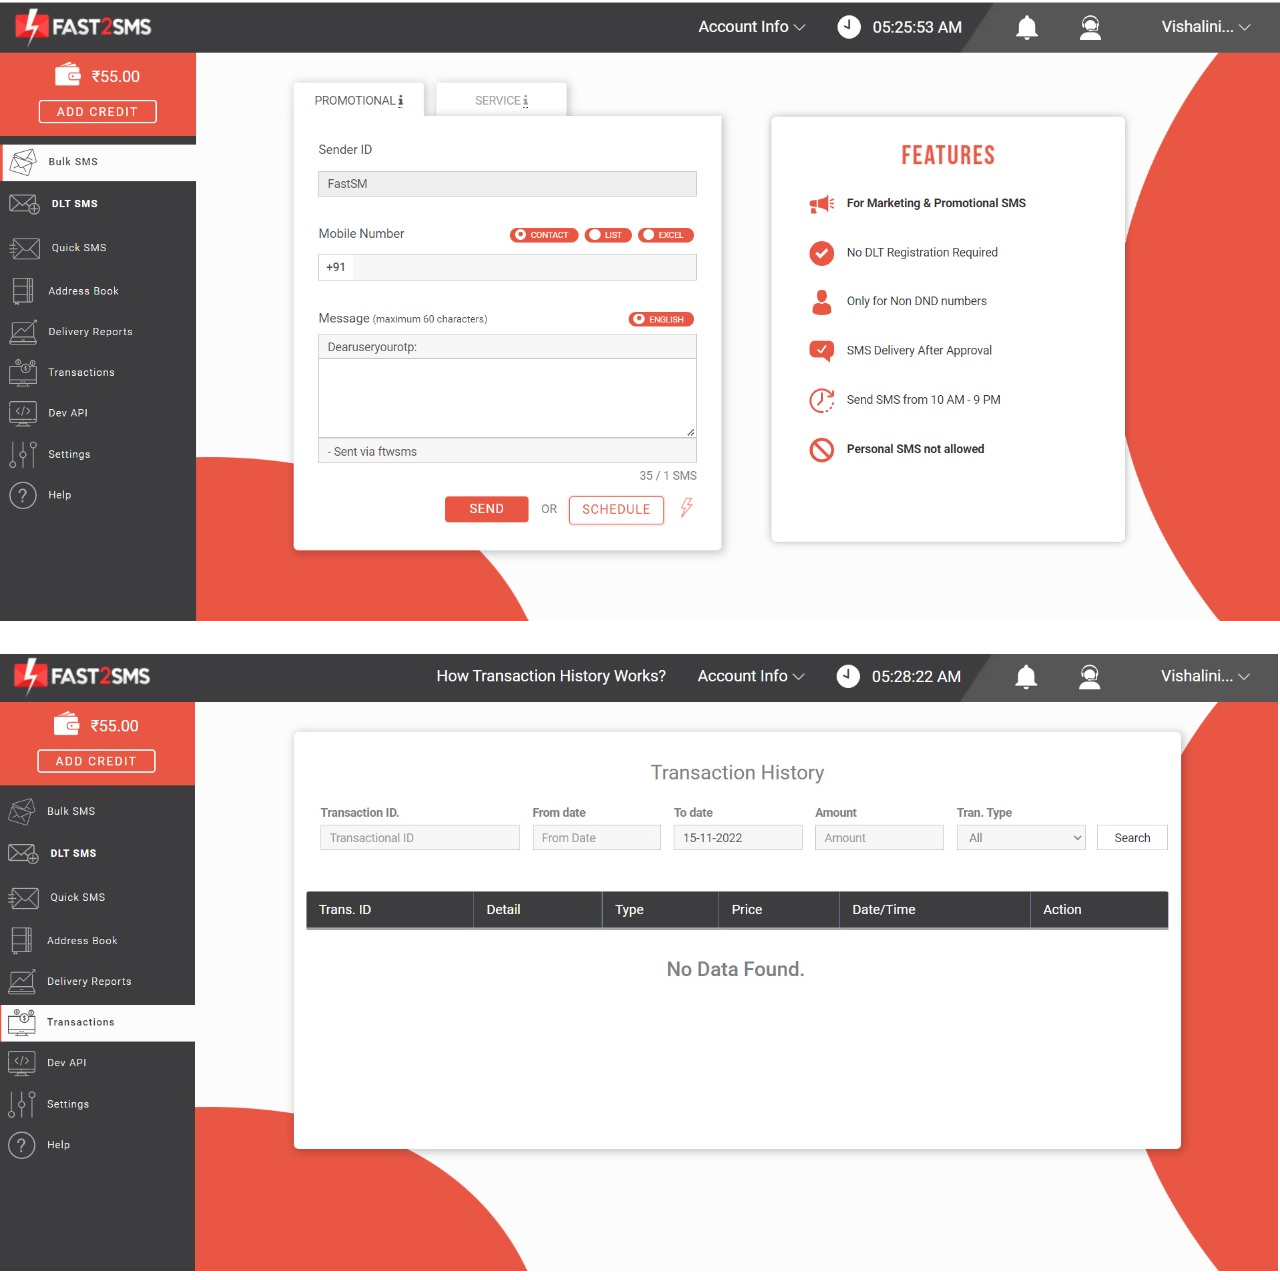 FAST2SMS
Account Info
05:25:53 AM
Vishalini...
₹55.00
ADD CREDIT
Bulk SMS
DLT SMS
Quick SMS
Address Book
Delivery Reports
Transactions
Dev API
Settings
Help
PROMOTIONAL i
SERVICE i
Sender ID
FastSM
Mobile Number
CONTACT
LIST
EXCEL
+91
Message (maximum 60 characters)
ENGLISH
Dearuseryourotp:
- Sent via ftwsms
35 / 1 SMS
SEND
OR
SCHEDULE
FEATURES
For Marketing & Promotional SMS
No DLT Registration Required
Only for Non DND numbers
SMS Delivery After Approval
Send SMS from 10 AM - 9 PM
Personal SMS not allowed
FAST2SMS
How Transaction History Works?
Account Info
05:28:22 AM
Vishalini...
₹55.00
ADD CREDIT
Bulk SMS
DLT SMS
Quick SMS
Address Book
Delivery Reports
Transactions
Dev API
Settings
Help
Transaction History
Transaction ID.
From date
To date
Amount
Tran. Type
Transactional ID
From Date
15-11-2022
Amount
All
Search
Trans. ID
Detail
Type
Price
Date/Time
Action
No Data Found.